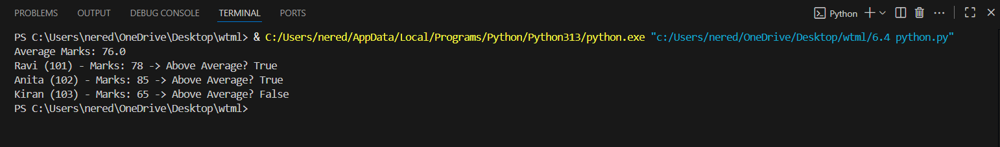 PROBLEMS OUTPUT DEBUG CONSOLE TERMINAL PORTS Python
PS C:\Users\nered\OneDrive\Desktop\wtml> & C:/Users/nered/AppData/Local/Programs/Python/Python313/python.exe "c:/Users/nered/OneDrive/Desktop/wtml/6.4 python.py"
Average Marks: 76.0
Ravi (101) - Marks: 78 -> Above Average? True
Anita (102) - Marks: 85 -> Above Average? True
Kiran (103) - Marks: 65 -> Above Average? False
PS C:\Users\nered\OneDrive\Desktop\wtml>